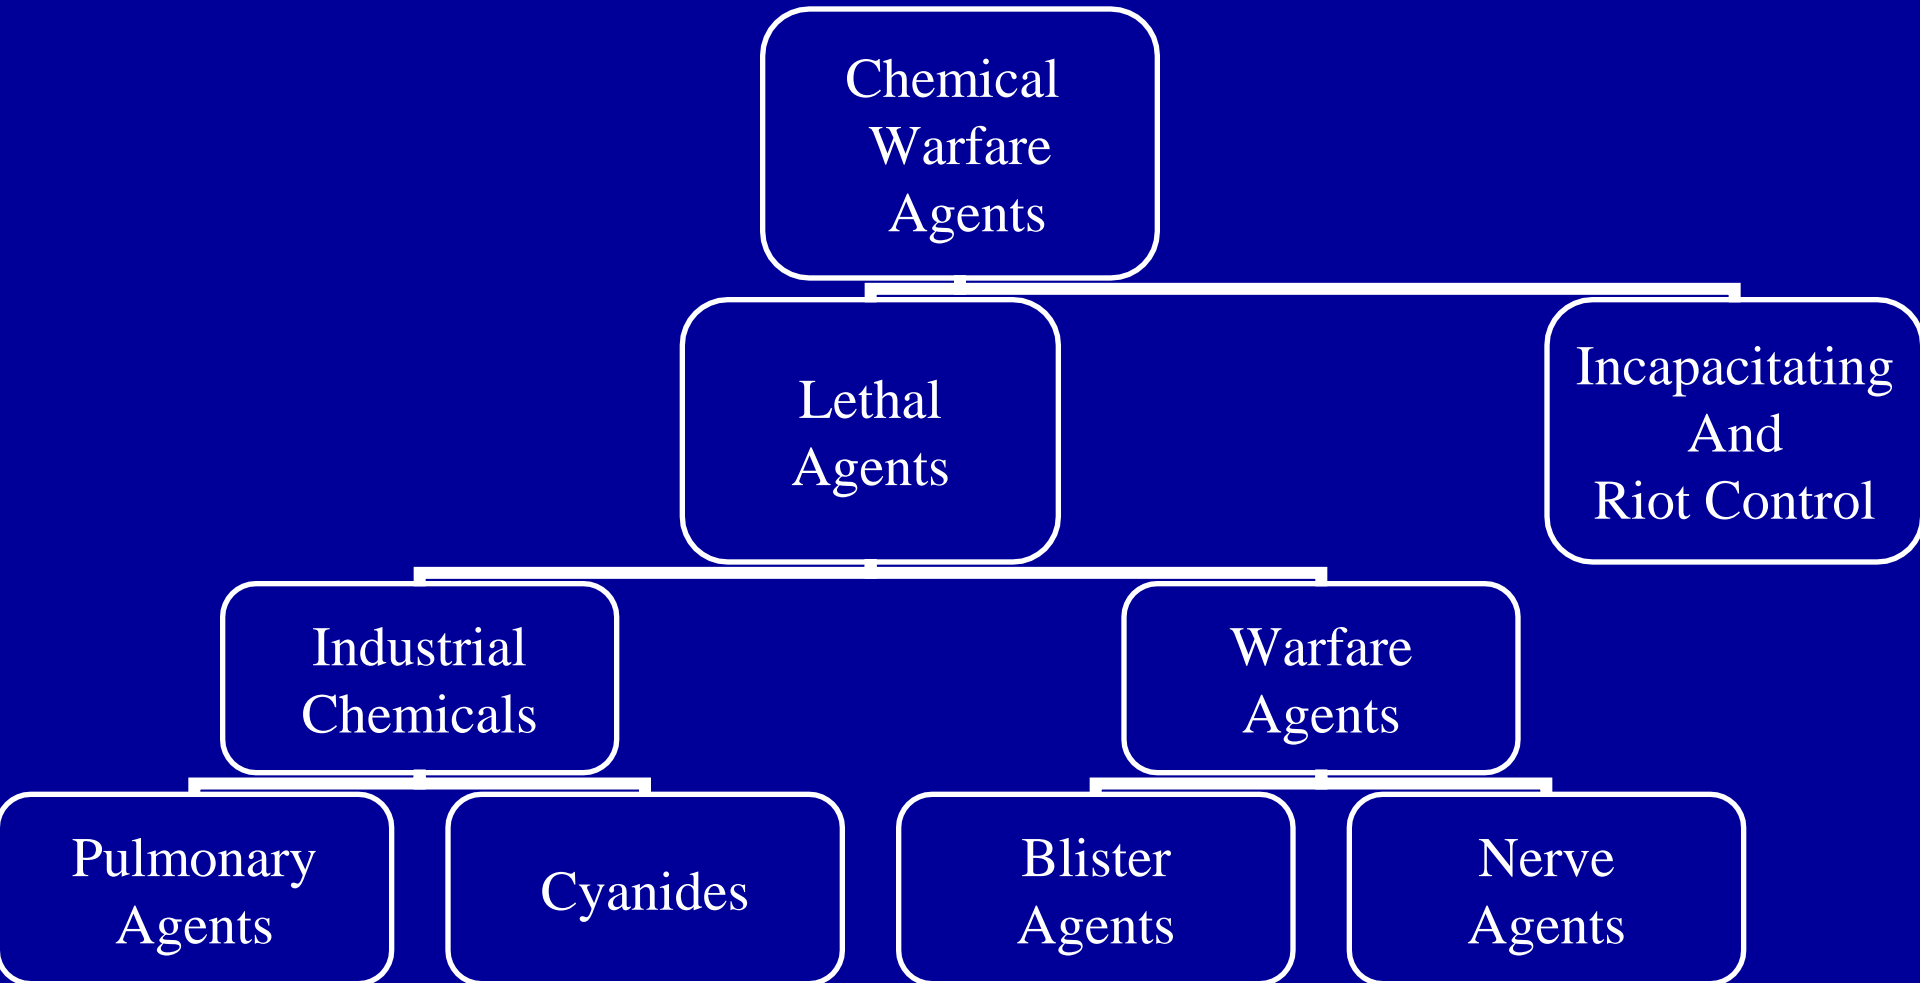 Chemical
Warfare
Agents
Lethal
Agents
Incapacitating
And
Riot Control
Industrial
Chemicals
Warfare
Agents
Pulmonary
Agents
Cyanides
Blister
Agents
Nerve
Agents